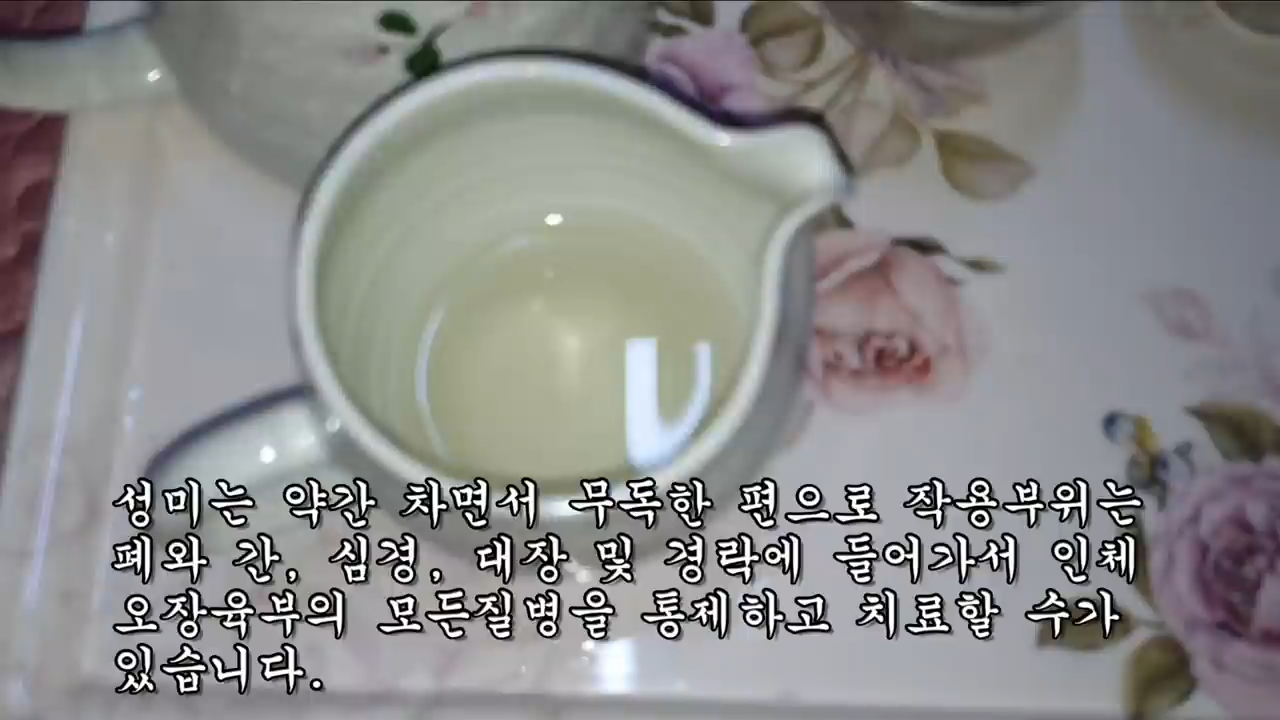 성미는 약간 차면서 무독한 편으로 작용부위는
폐와 간, 심경, 대장 및 경락에 들어가서 인체
오장육부의 모든질병을 통제하고 치료할 수가
있습니다.